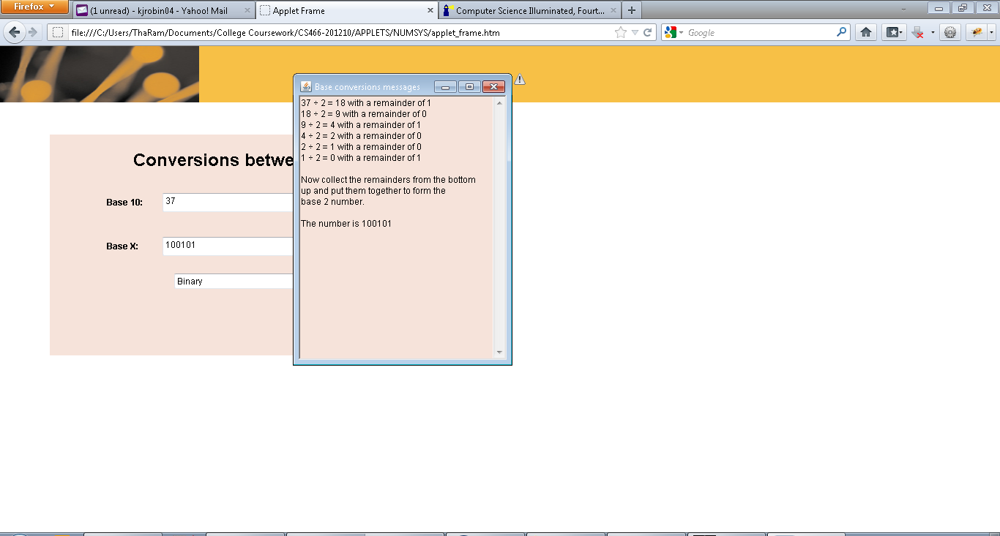 Firefox
(1 unread) - kjrobin04 - Yahoo! Mail
Applet Frame
Computer Science Illuminated, Fourt...
file:///C:/Users/ThaRam/Documents/College Coursework/CS466-201210/APPLETS/NUMSYS/applet_frame.htm
Google
Base conversions messages
37 ÷ 2 = 18 with a remainder of 1
18 ÷ 2 = 9 with a remainder of 0
9 ÷ 2 = 4 with a remainder of 1
4 ÷ 2 = 2 with a remainder of 0
2 ÷ 2 = 1 with a remainder of 0
1 ÷ 2 = 0 with a remainder of 1
Now collect the remainders from the bottom
up and put them together to form the
base 2 number.
The number is 100101
Conversions betwe
Base 10: 37
Base X: 100101
Binary